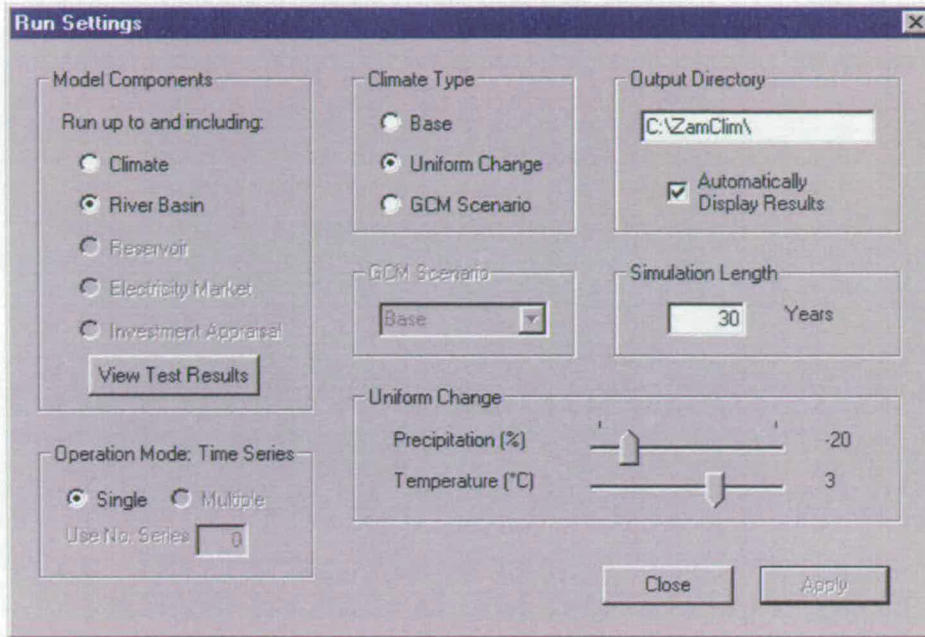 Run Settings
Model Components
Run up to and including:
Climate
River Basin
Reservoir
Electricity Market
Investment Appraisal
View Test Results
Operation Mode: Time Series
Single Multiple
Use No. Series 0
Climate Type
Base
Uniform Change
GCM Scenario
GCM Scenario
Base
Output Directory
C:\ZamClim\
Automatically
Display Results
Simulation Length
30 Years
Uniform Change
Precipitation (%) -20
Temperature (°C) 3
Close Apply